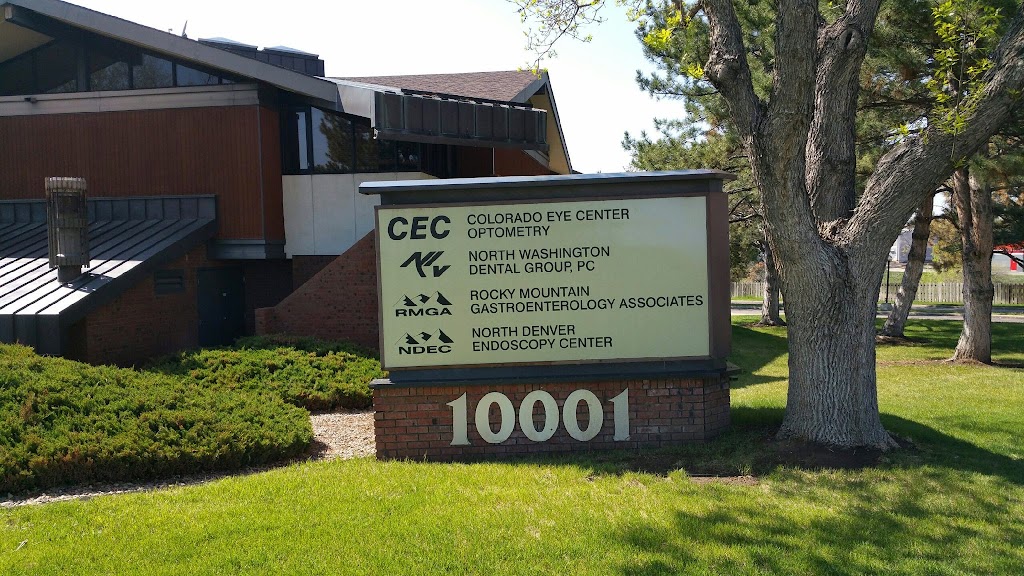 CEC COLORADO EYE CENTER
OPTOMETRY
NW NORTH WASHINGTON
DENTAL GROUP, PC
ROCKY MOUNTAIN
RMGA GASTROENTEROLOGY ASSOCIATES
NORTH DENVER
NDEC ENDOSCOPY CENTER
10001